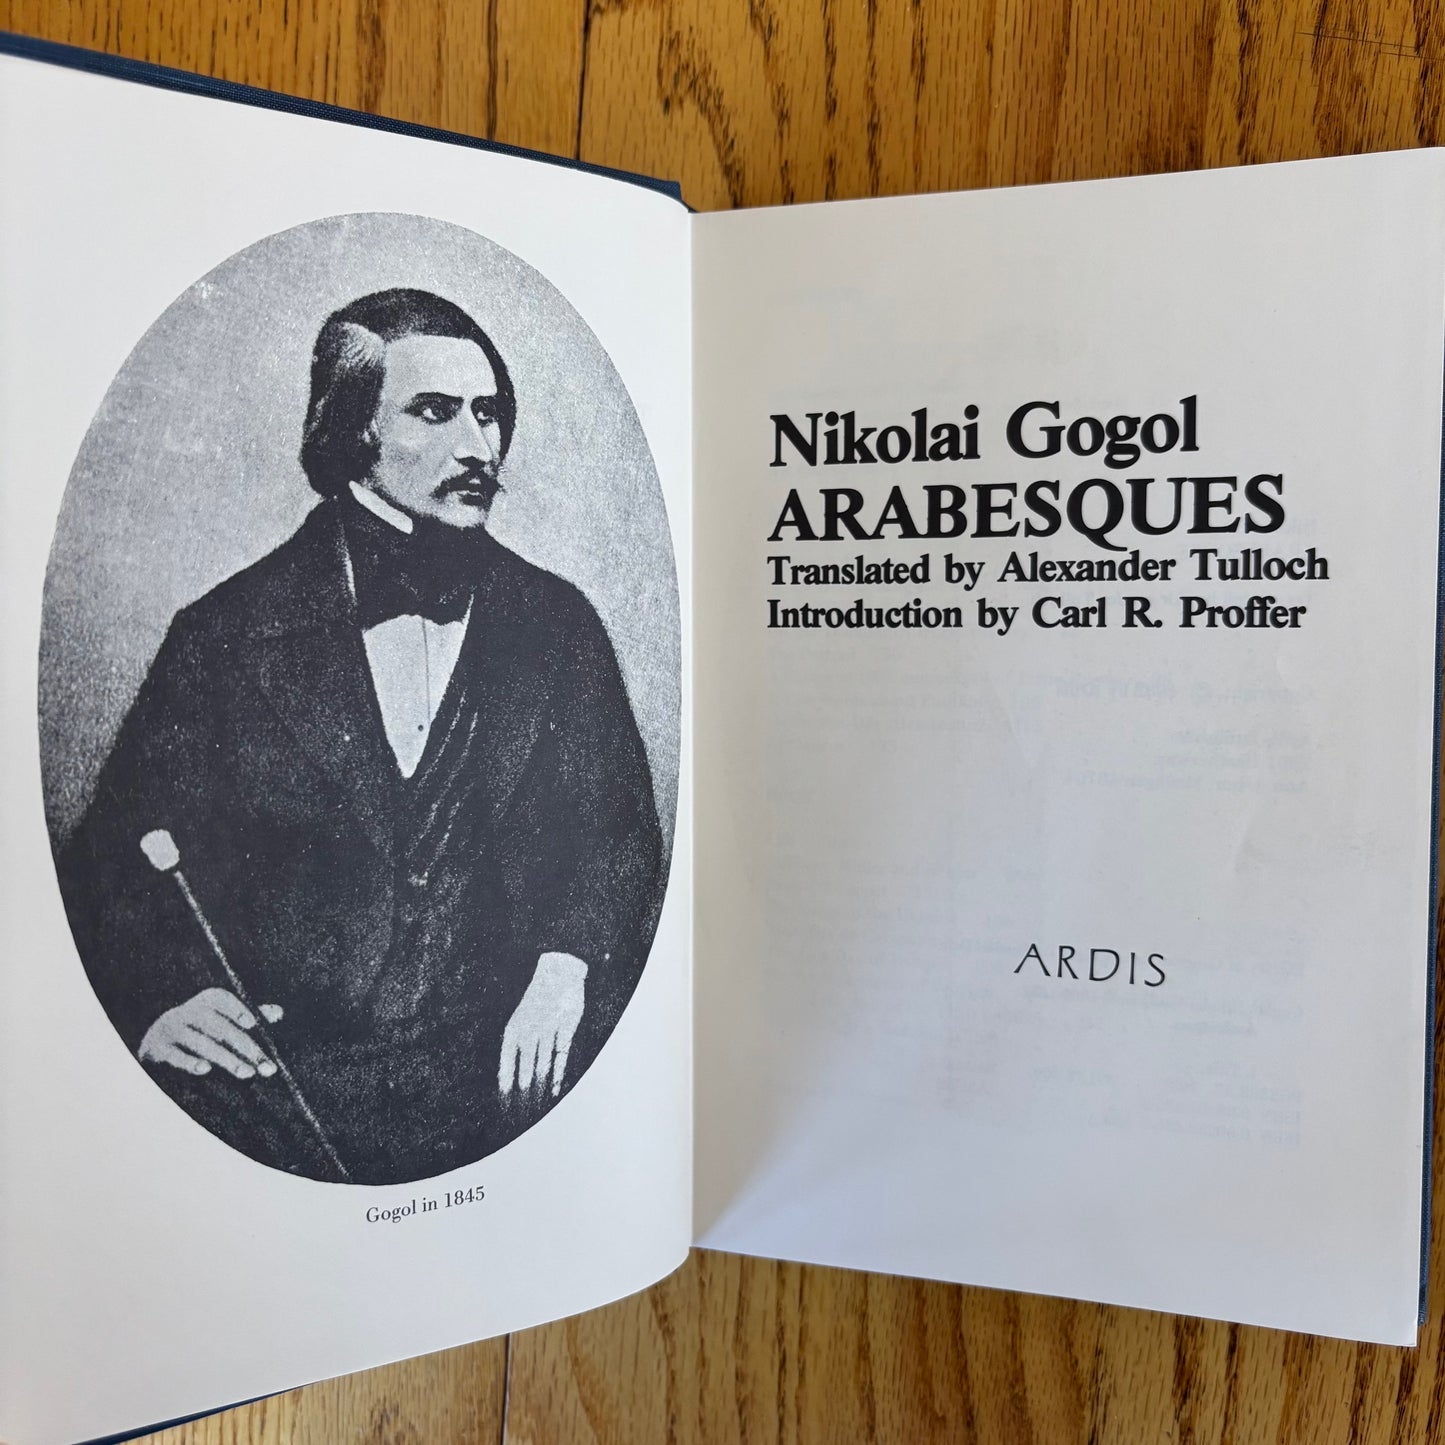 Gogol in 1845
Nikolai Gogol
ARABESQUES
Translated by Alexander Tulloch
Introduction by Carl R. Proffer
ARDIS